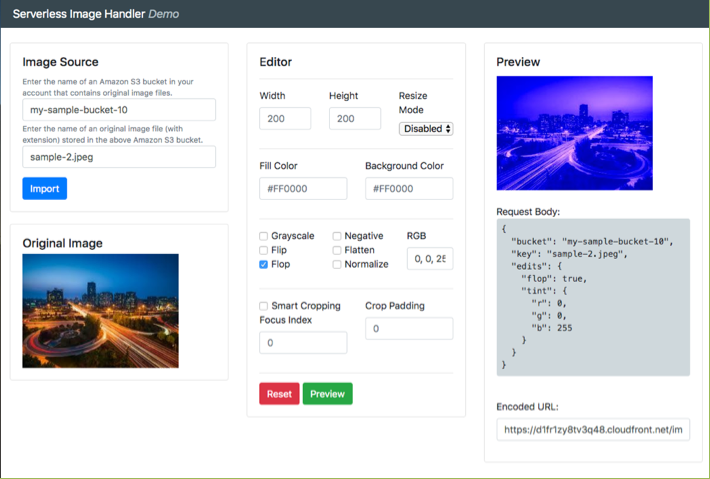 Serverless Image Handler Demo
Image Source
Enter the name of an Amazon S3 bucket in your
account that contains original image files.
my-sample-bucket-10
Enter the name of an original image file (with
extension) stored in the above Amazon S3 bucket.
sample-2.jpeg
Import
Original Image
Editor
Width Height Resize
Mode
200 200 Disabled
Fill Color Background Color
#FF0000 #FF0000
Grayscale Negative RGB
Flip Flatten
Flop Normalize 0, 0, 25
Smart Cropping Crop Padding
Focus Index
0 0
Reset Preview
Preview
Request Body:
{
"bucket": "my-sample-bucket-10",
"key": "sample-2.jpeg",
"edits": {
"flop": true,
"tint": {
"r": 0,
"g": 0,
"b": 255
}
}
}
Encoded URL:
https://d1fr1zy8tv3q48.cloudfront.net/im